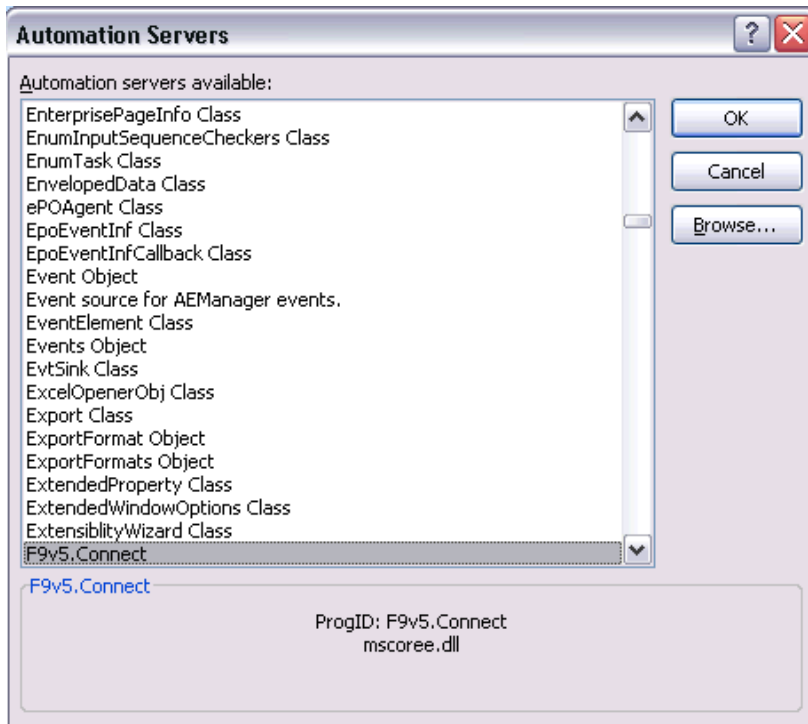 Automation Servers
Automation servers available:
EnterprisePageInfo Class
EnumInputSequenceCheckers Class
EnumTask Class
EnvelopedData Class
ePOAgent Class
EpoEventInf Class
EpoEventInfCallback Class
Event Object
Event source for AEManager events.
EventElement Class
Events Object
EvtSink Class
ExcelOpenerObj Class
Export Class
ExportFormat Object
ExportFormats Object
ExtendedProperty Class
ExtendedWindowOptions Class
ExtensiblityWizard Class
F9v5.Connect
OK
Cancel
Browse...
F9v5.Connect
ProgID: F9v5.Connect
mscoree.dll